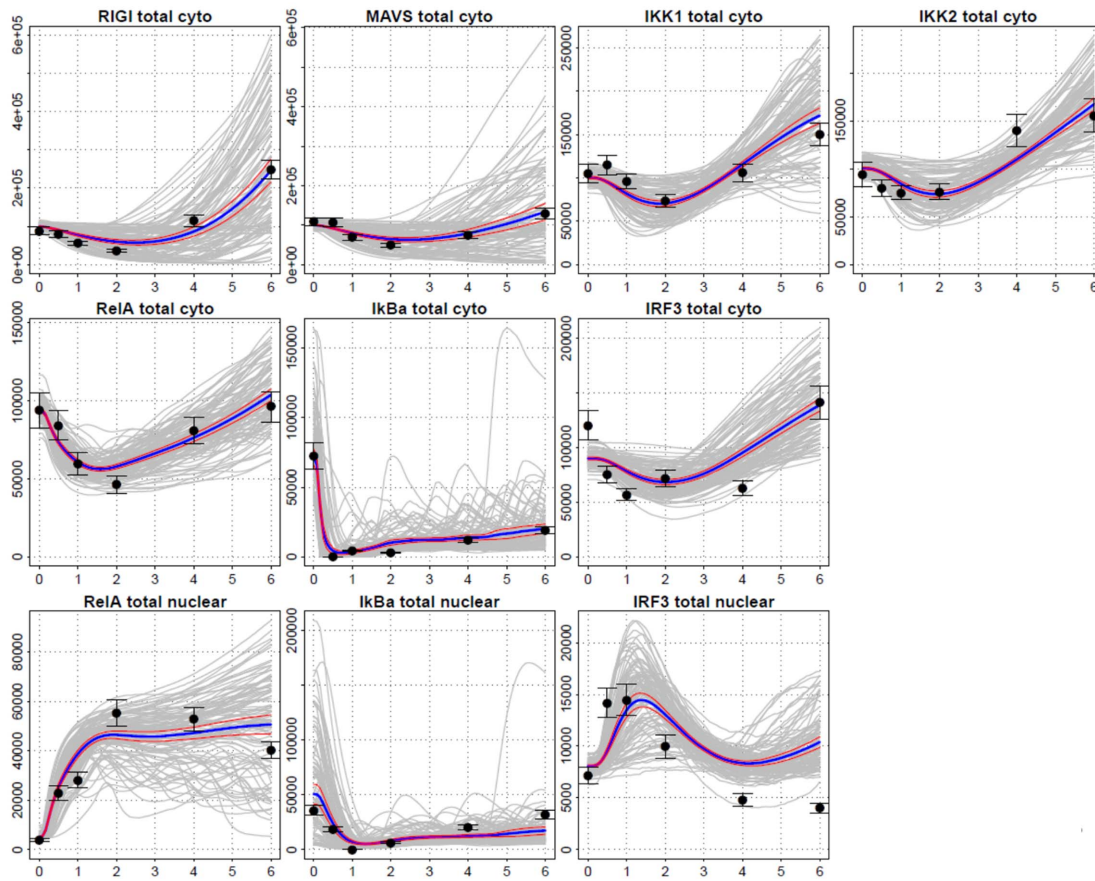 RIGI total cyto
0e+00 2e+05 4e+05 6e+05
0 1 2 3 4 5 6
MAVS total cyto
0e+00 2e+05 4e+05 6e+05
0 1 2 3 4 5 6
IKK1 total cyto
0 50000 150000 250000
0 1 2 3 4 5 6
IKK2 total cyto
0 50000 150000
0 1 2 3 4 5 6
RelA total cyto
0 50000 100000 150000
0 1 2 3 4 5 6
IkBa total cyto
0 50000 100000 150000
0 1 2 3 4 5 6
IRF3 total cyto
0 50000 100000 200000
0 1 2 3 4 5 6
RelA total nuclear
0 20000 40000 60000 80000
0 1 2 3 4 5 6
IkBa total nuclear
0 50000 100000 200000
0 1 2 3 4 5 6
IRF3 total nuclear
0 5000 10000 15000 20000
0 1 2 3 4 5 6